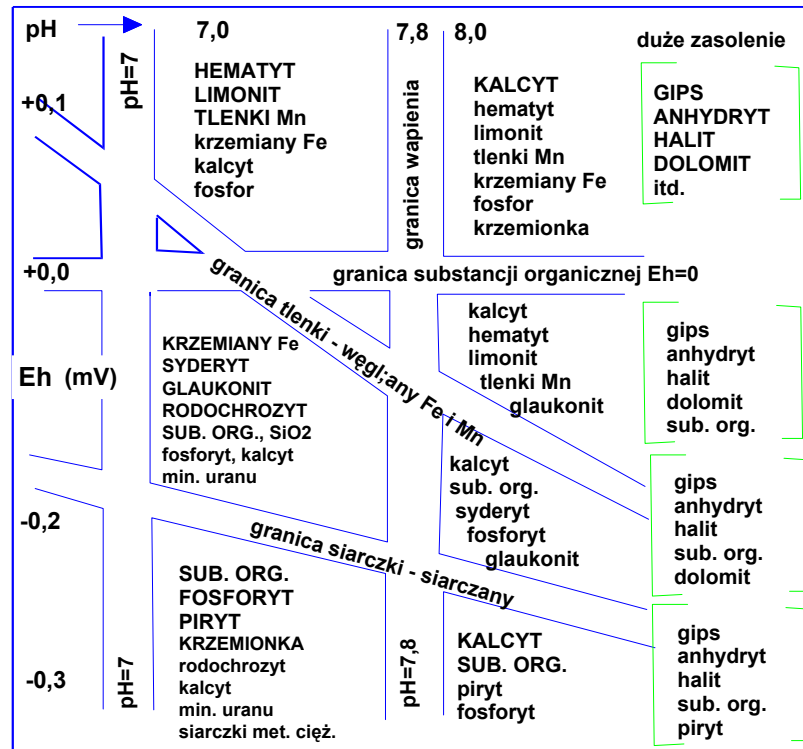 pH
7,0
7,8
8,0
duże zasolenie
+0,1
pH=7
HEMATYT
LIMONIT
TLENKI Mn
krzemiany Fe
kalcyt
fosfor
granica wapienia
KALCYT
hematyt
limonit
tlenki Mn
krzemiany Fe
fosfor
krzemionka
GIPS
ANHYDRYT
HALIT
DOLOMIT
itd.
+0,0
granica substancji organicznej Eh=0
granica tlenki - węgl;any Fe i Mn
Eh (mV)
KRZEMIANY Fe
SYDERYT
GLAUKONIT
RODOCHROZYT
SUB. ORG., SiO2
fosforyt, kalcyt
min. uranu
kalcyt
hematyt
limonit
tlenki Mn
glaukonit
gips
anhydryt
halit
dolomit
sub. org.
kalcyt
sub. org.
syderyt
fosforyt
glaukonit
gips
anhydryt
halit
sub. org.
dolomit
-0,2
granica siarczki - siarczany
-0,3
pH=7
SUB. ORG.
FOSFORYT
PIRYT
KRZEMIONKA
rodochrozyt
kalcyt
min. uranu
siarczki met. cięż.
pH=7,8
KALCYT
SUB. ORG.
piryt
fosforyt
gips
anhydryt
halit
sub. org.
piryt